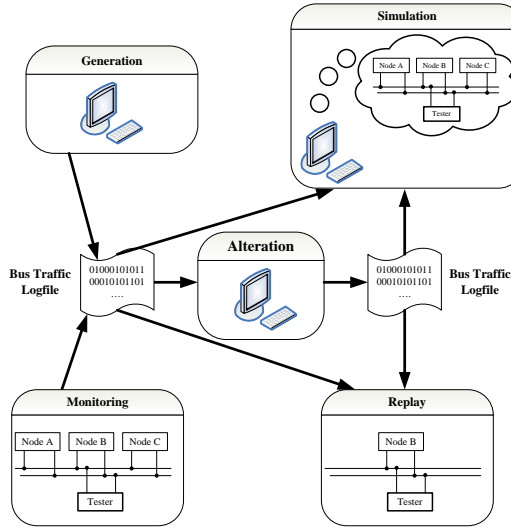 Simulation
Generation
Node A
Node B
Node C
Tester
Bus Traffic
Logfile
01000101011
00010101101
....
Alteration
01000101011
00010101101
....
Bus Traffic
Logfile
Monitoring
Node A
Node B
Node C
Tester
Replay
Node B
Tester